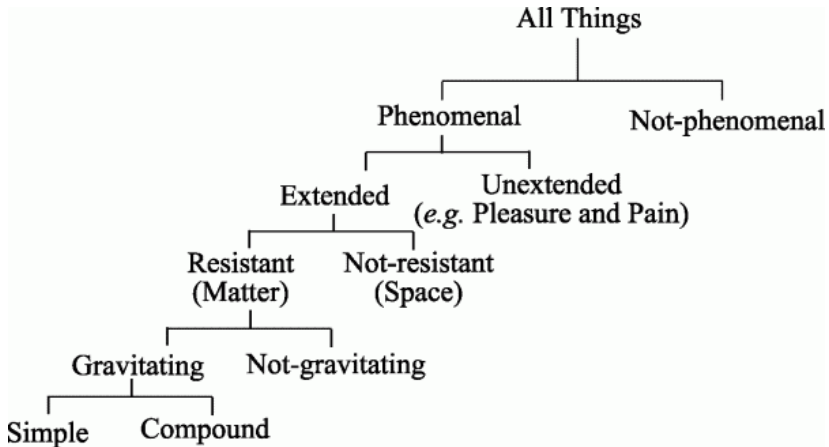 All Things
Phenomenal
Not-phenomenal
Extended
Unextended
(e.g. Pleasure and Pain)
Resistant
(Matter)
Not-resistant
(Space)
Gravitating
Not-gravitating
Simple
Compound